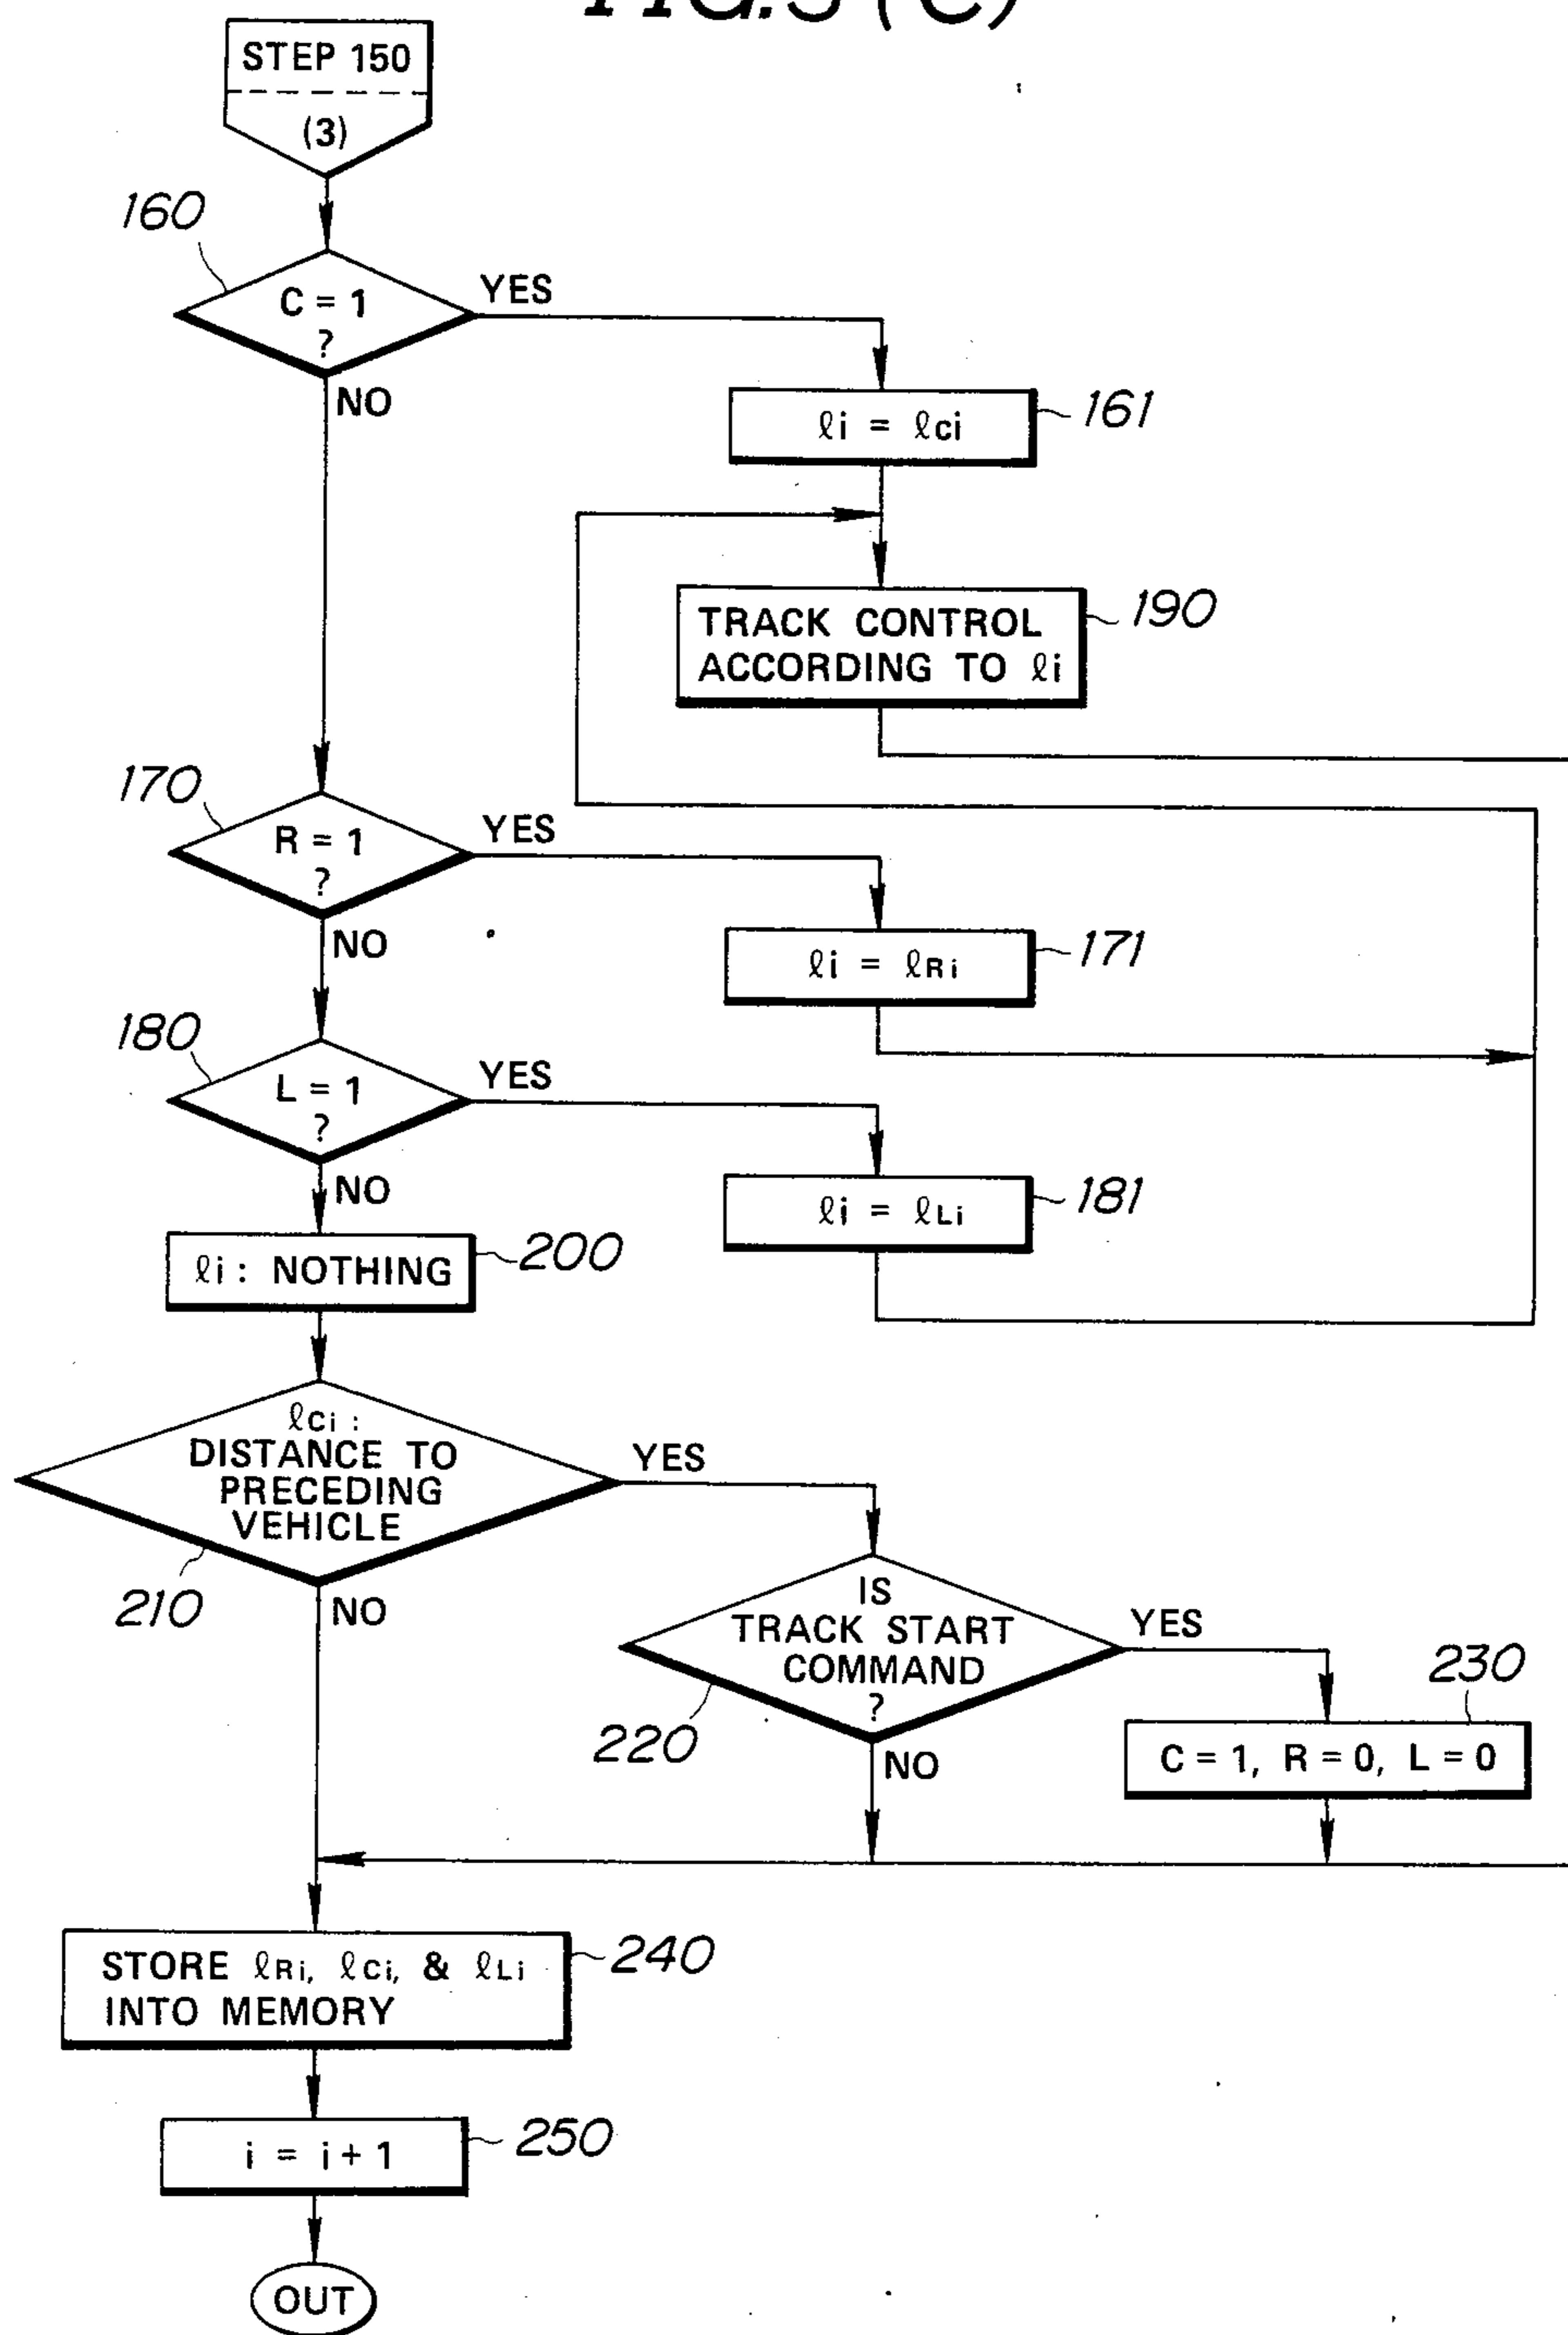 FIG. 5 (C)
STEP 150
(3)
160
C = 1
?
YES
NO
ℓi = ℓCi
161
TRACK CONTROL
ACCORDING TO ℓi
190
170
R = 1
?
YES
NO
ℓi = ℓRi
171
180
L = 1
?
YES
NO
ℓi = ℓLi
181
ℓi : NOTHING
200
ℓCi :
DISTANCE TO
PRECEDING
VEHICLE
YES
210
NO
IS
TRACK START
COMMAND
?
YES
220
NO
230
C = 1, R = 0, L = 0
STORE ℓRi, ℓCi, & ℓLi
INTO MEMORY
240
i = i + 1
250
OUT